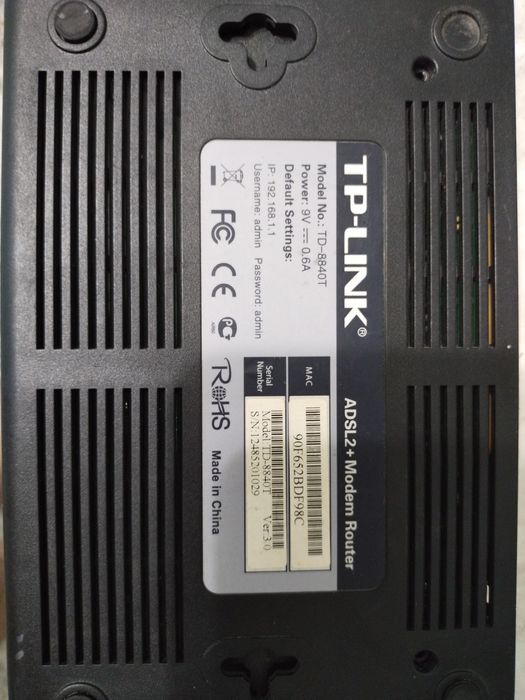 TP-LINK®
ADSL2+ Modem Router
Model No.: TD-8840T
Power: 9V ⎓ 0.6A
Default Settings:
IP: 192.168.1.1
Username: admin Password: admin
MAC
90F652BDF98C
Serial
Number
Model TD-8840T Ver 3.0
S/N:12485201029
FC CE
RoHS
Made in China